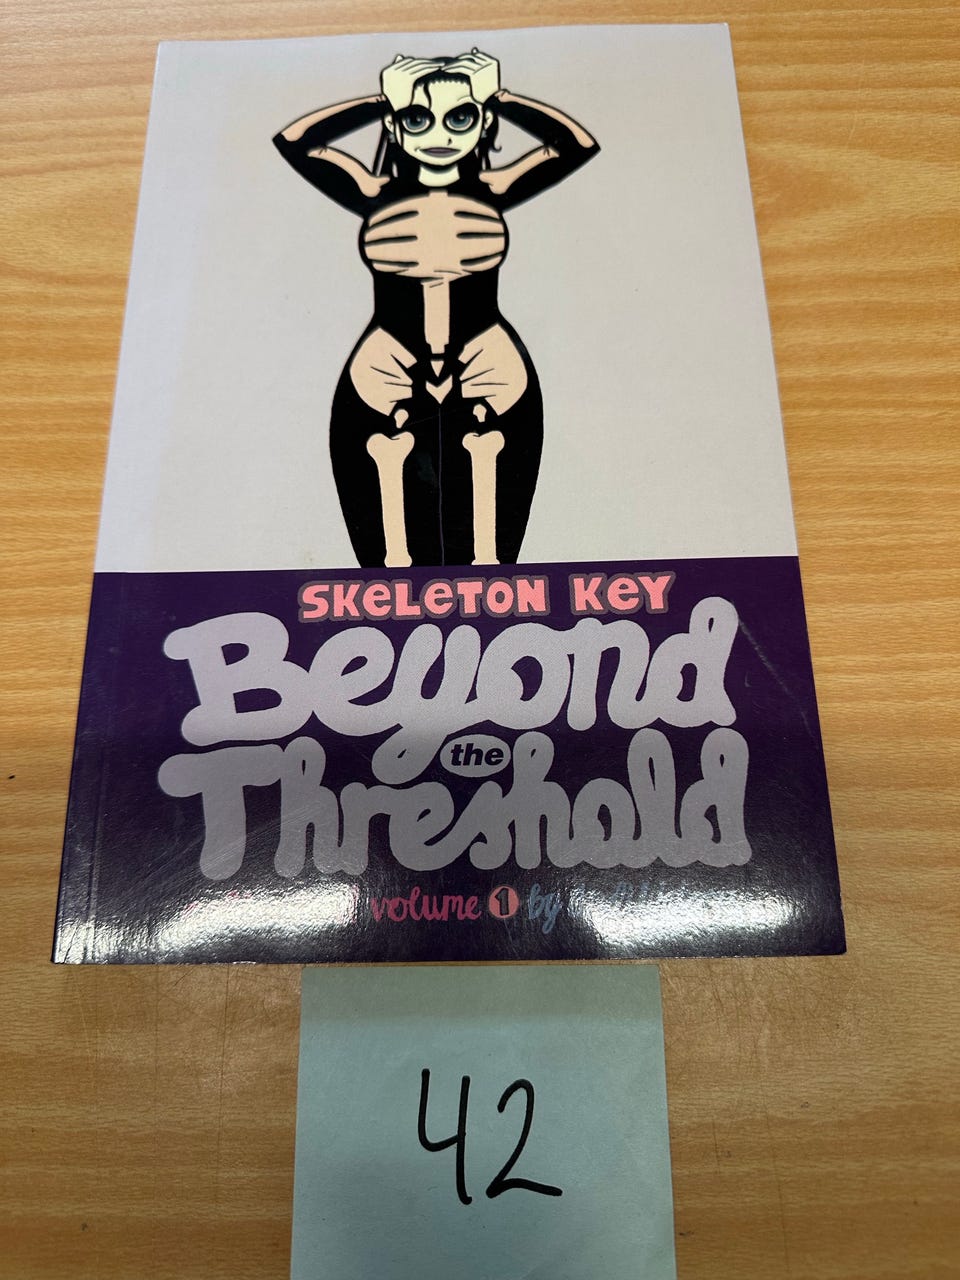 SKELETON KEY
Beyond
the
Threshold
volume 1 by
42